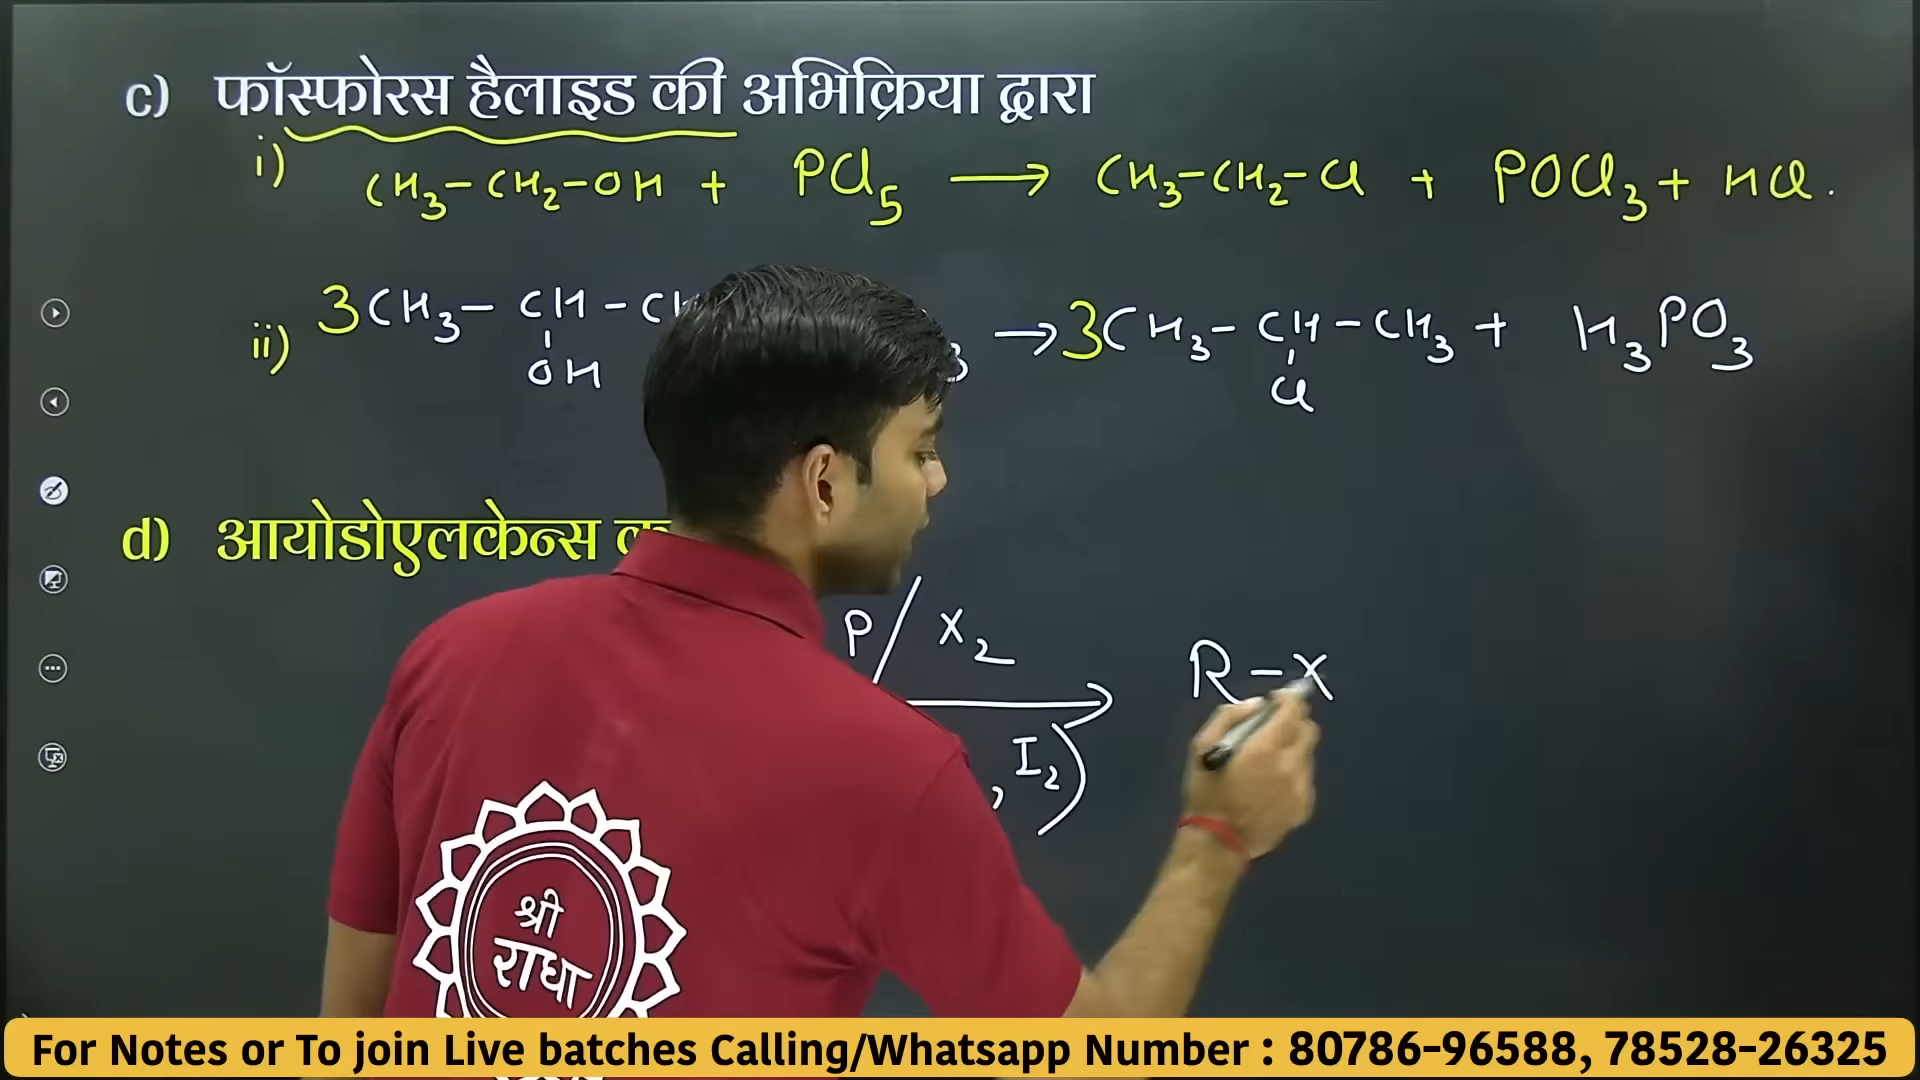 c) फॉस्फोरस हैलाइड की अभिक्रिया द्वारा
i) CH₃-CH₂-OH + PCl₅ ⟶ CH₃-CH₂-Cl + POCl₃ + HCl.
ii) 3CH₃-CH-CH → 3CH₃-CH-CH₃ + H₃PO₃
OH Cl
d) आयोडोएलकेन्स
P/X₂
R-X
, I₂)
श्री
राधा
For Notes or To join Live batches Calling/Whatsapp Number : 80786-96588, 78528-26325